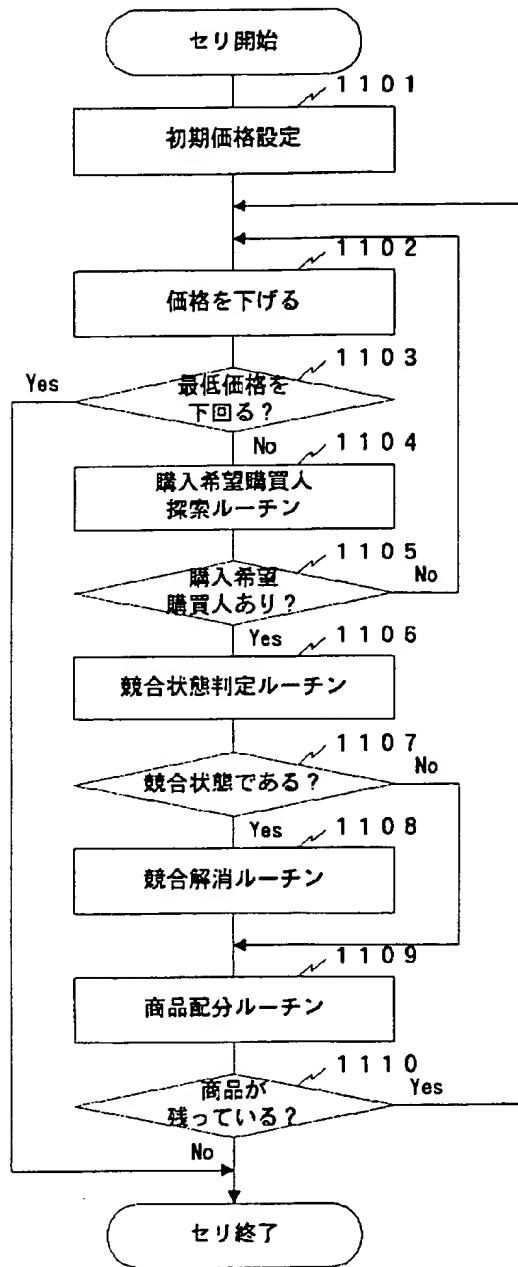 セリ開始
1101
初期価格設定
1102
価格を下げる
1103
Yes
最低価格を
下回る?
No
1104
購入希望購買人
探索ルーチン
1105
購入希望
購買人あり?
No
Yes
1106
競合状態判定ルーチン
1107
競合状態である?
No
Yes
1108
競合解消ルーチン
1109
商品配分ルーチン
1110
商品が
残っている?
Yes
No
セリ終了